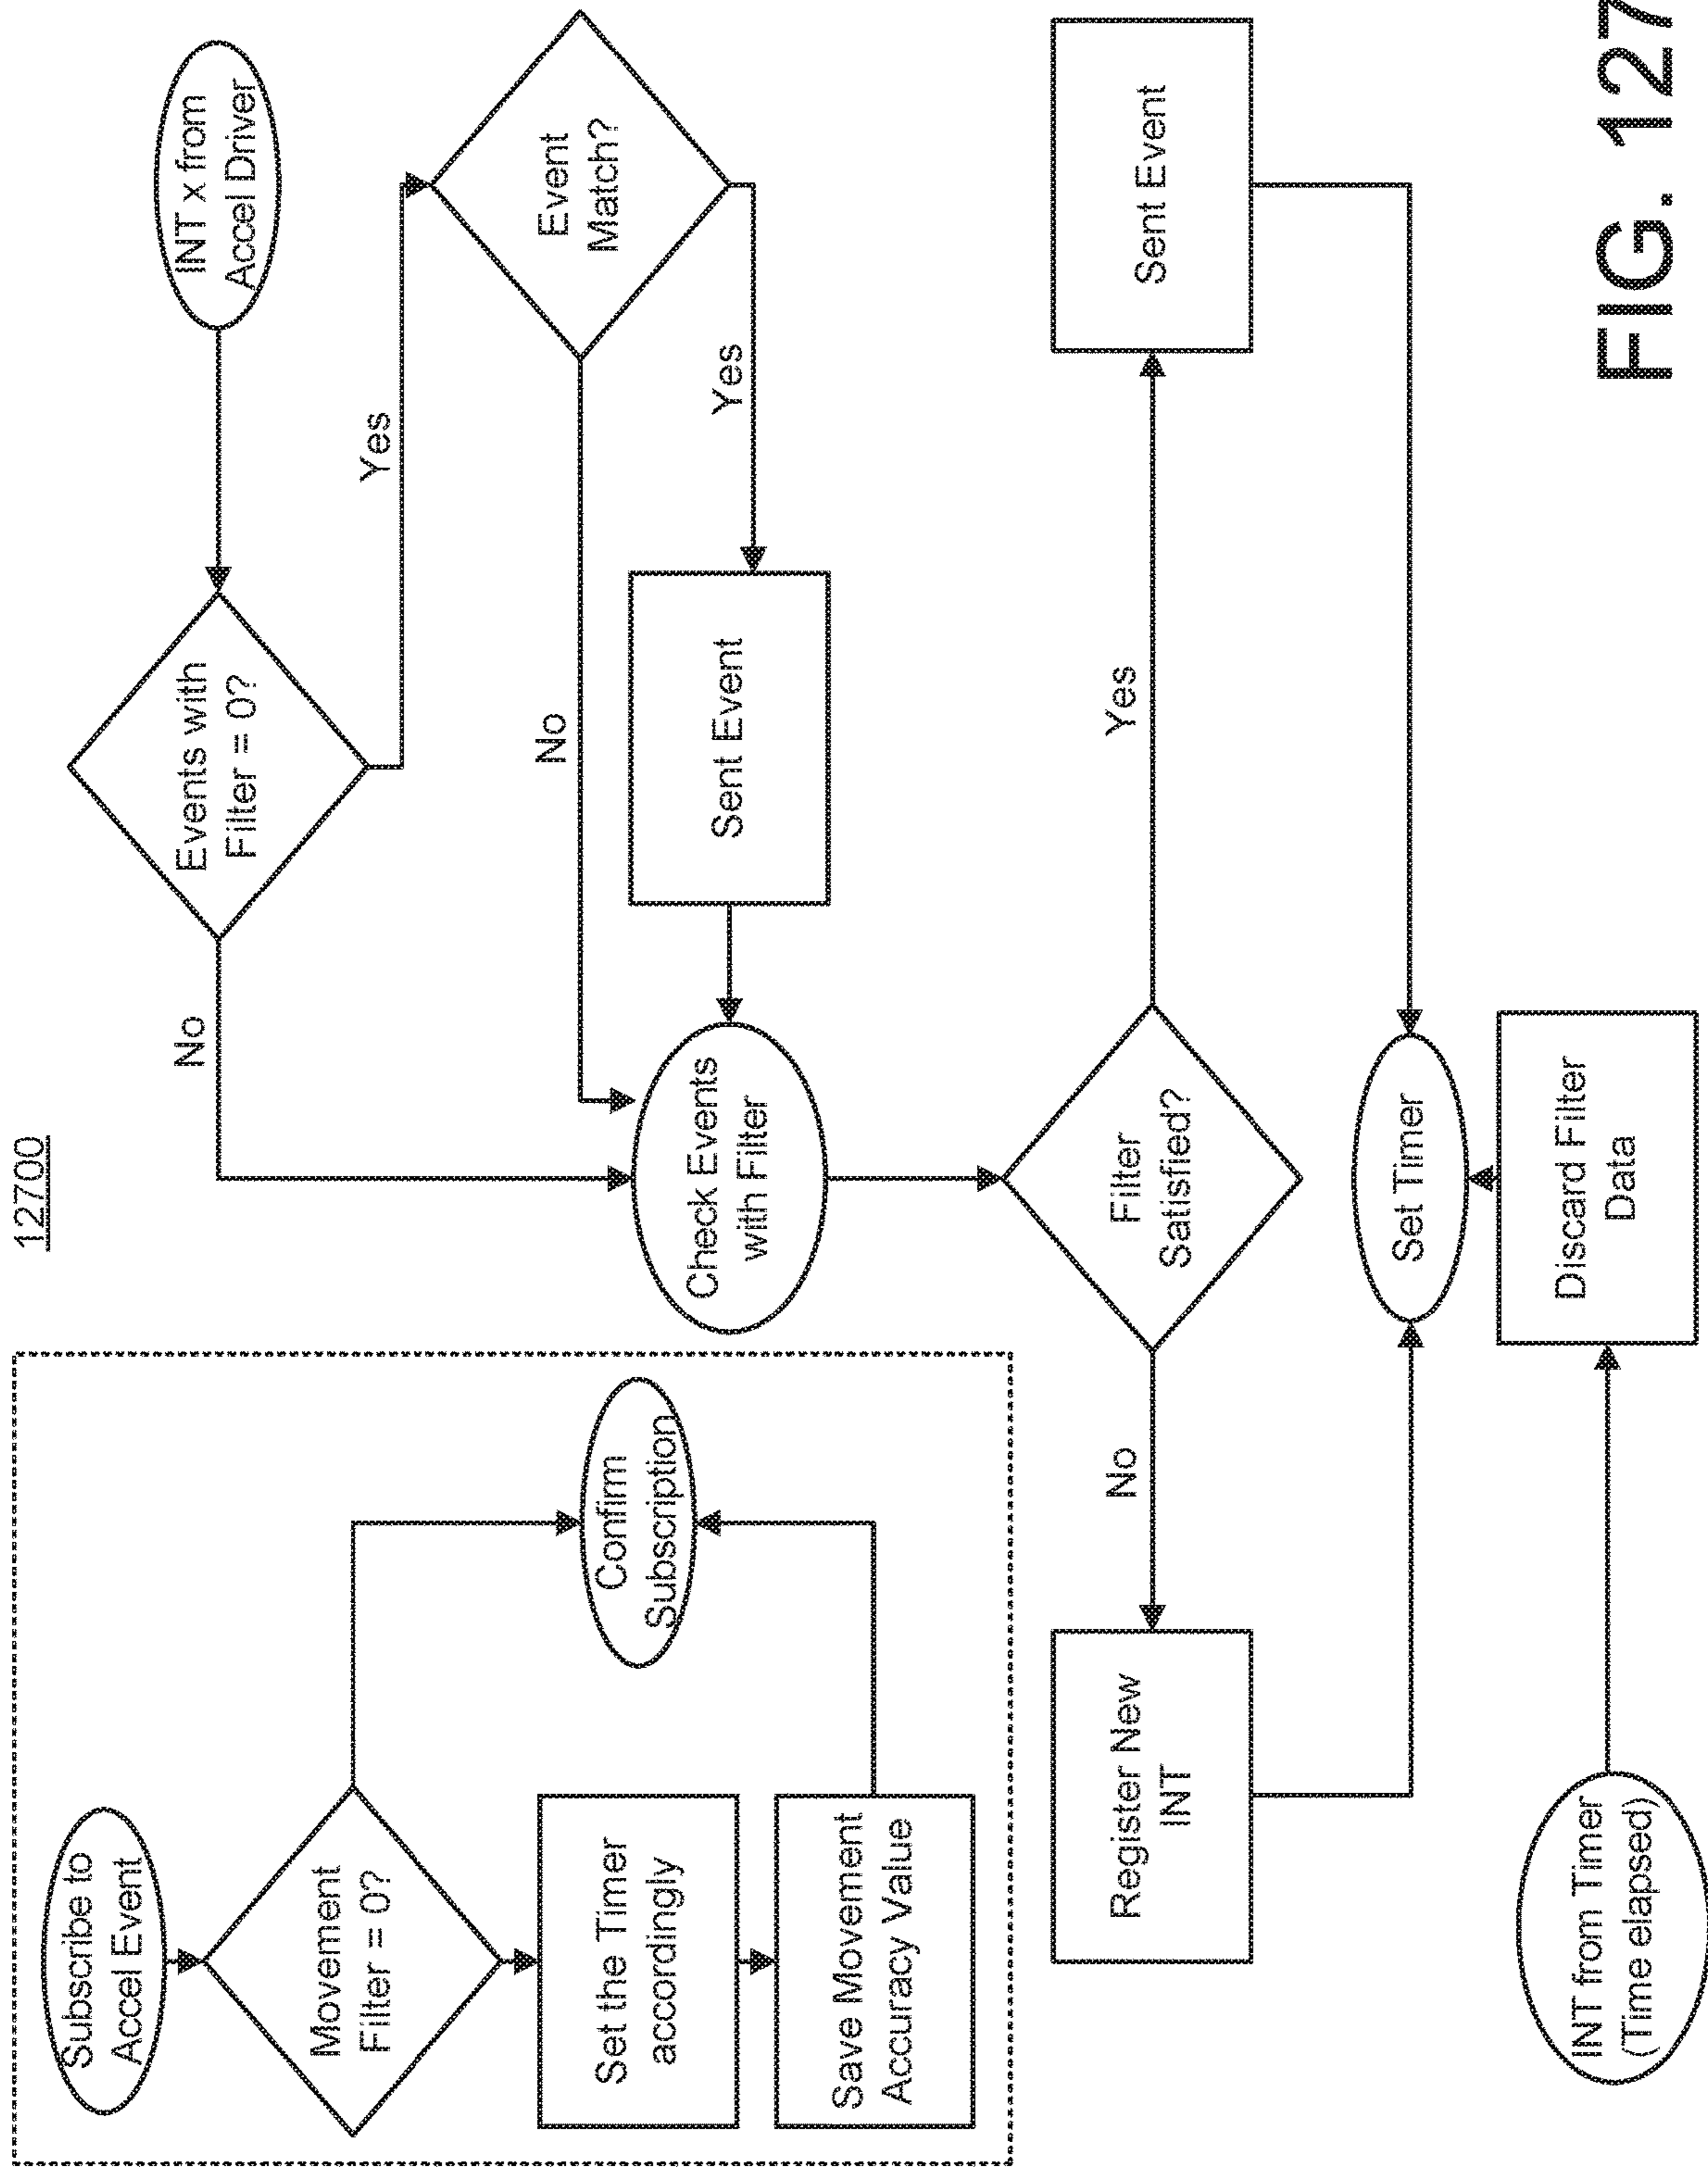 12700
Subscribe to
Accel Event
Movement
Filter = 0?
Set the Timer
accordingly
Save Movement
Accuracy Value
Confirm
Subscription
INT x from
Accel Driver
Events with
Filter = 0?
No
Yes
Event
Match?
No
Yes
Sent Event
Check Events
with Filter
Filter
Satisfied?
No
Yes
Register New
INT
Sent Event
Set Timer
INT from Timer
(Time elapsed)
Discard Filter
Data
FIG. 127